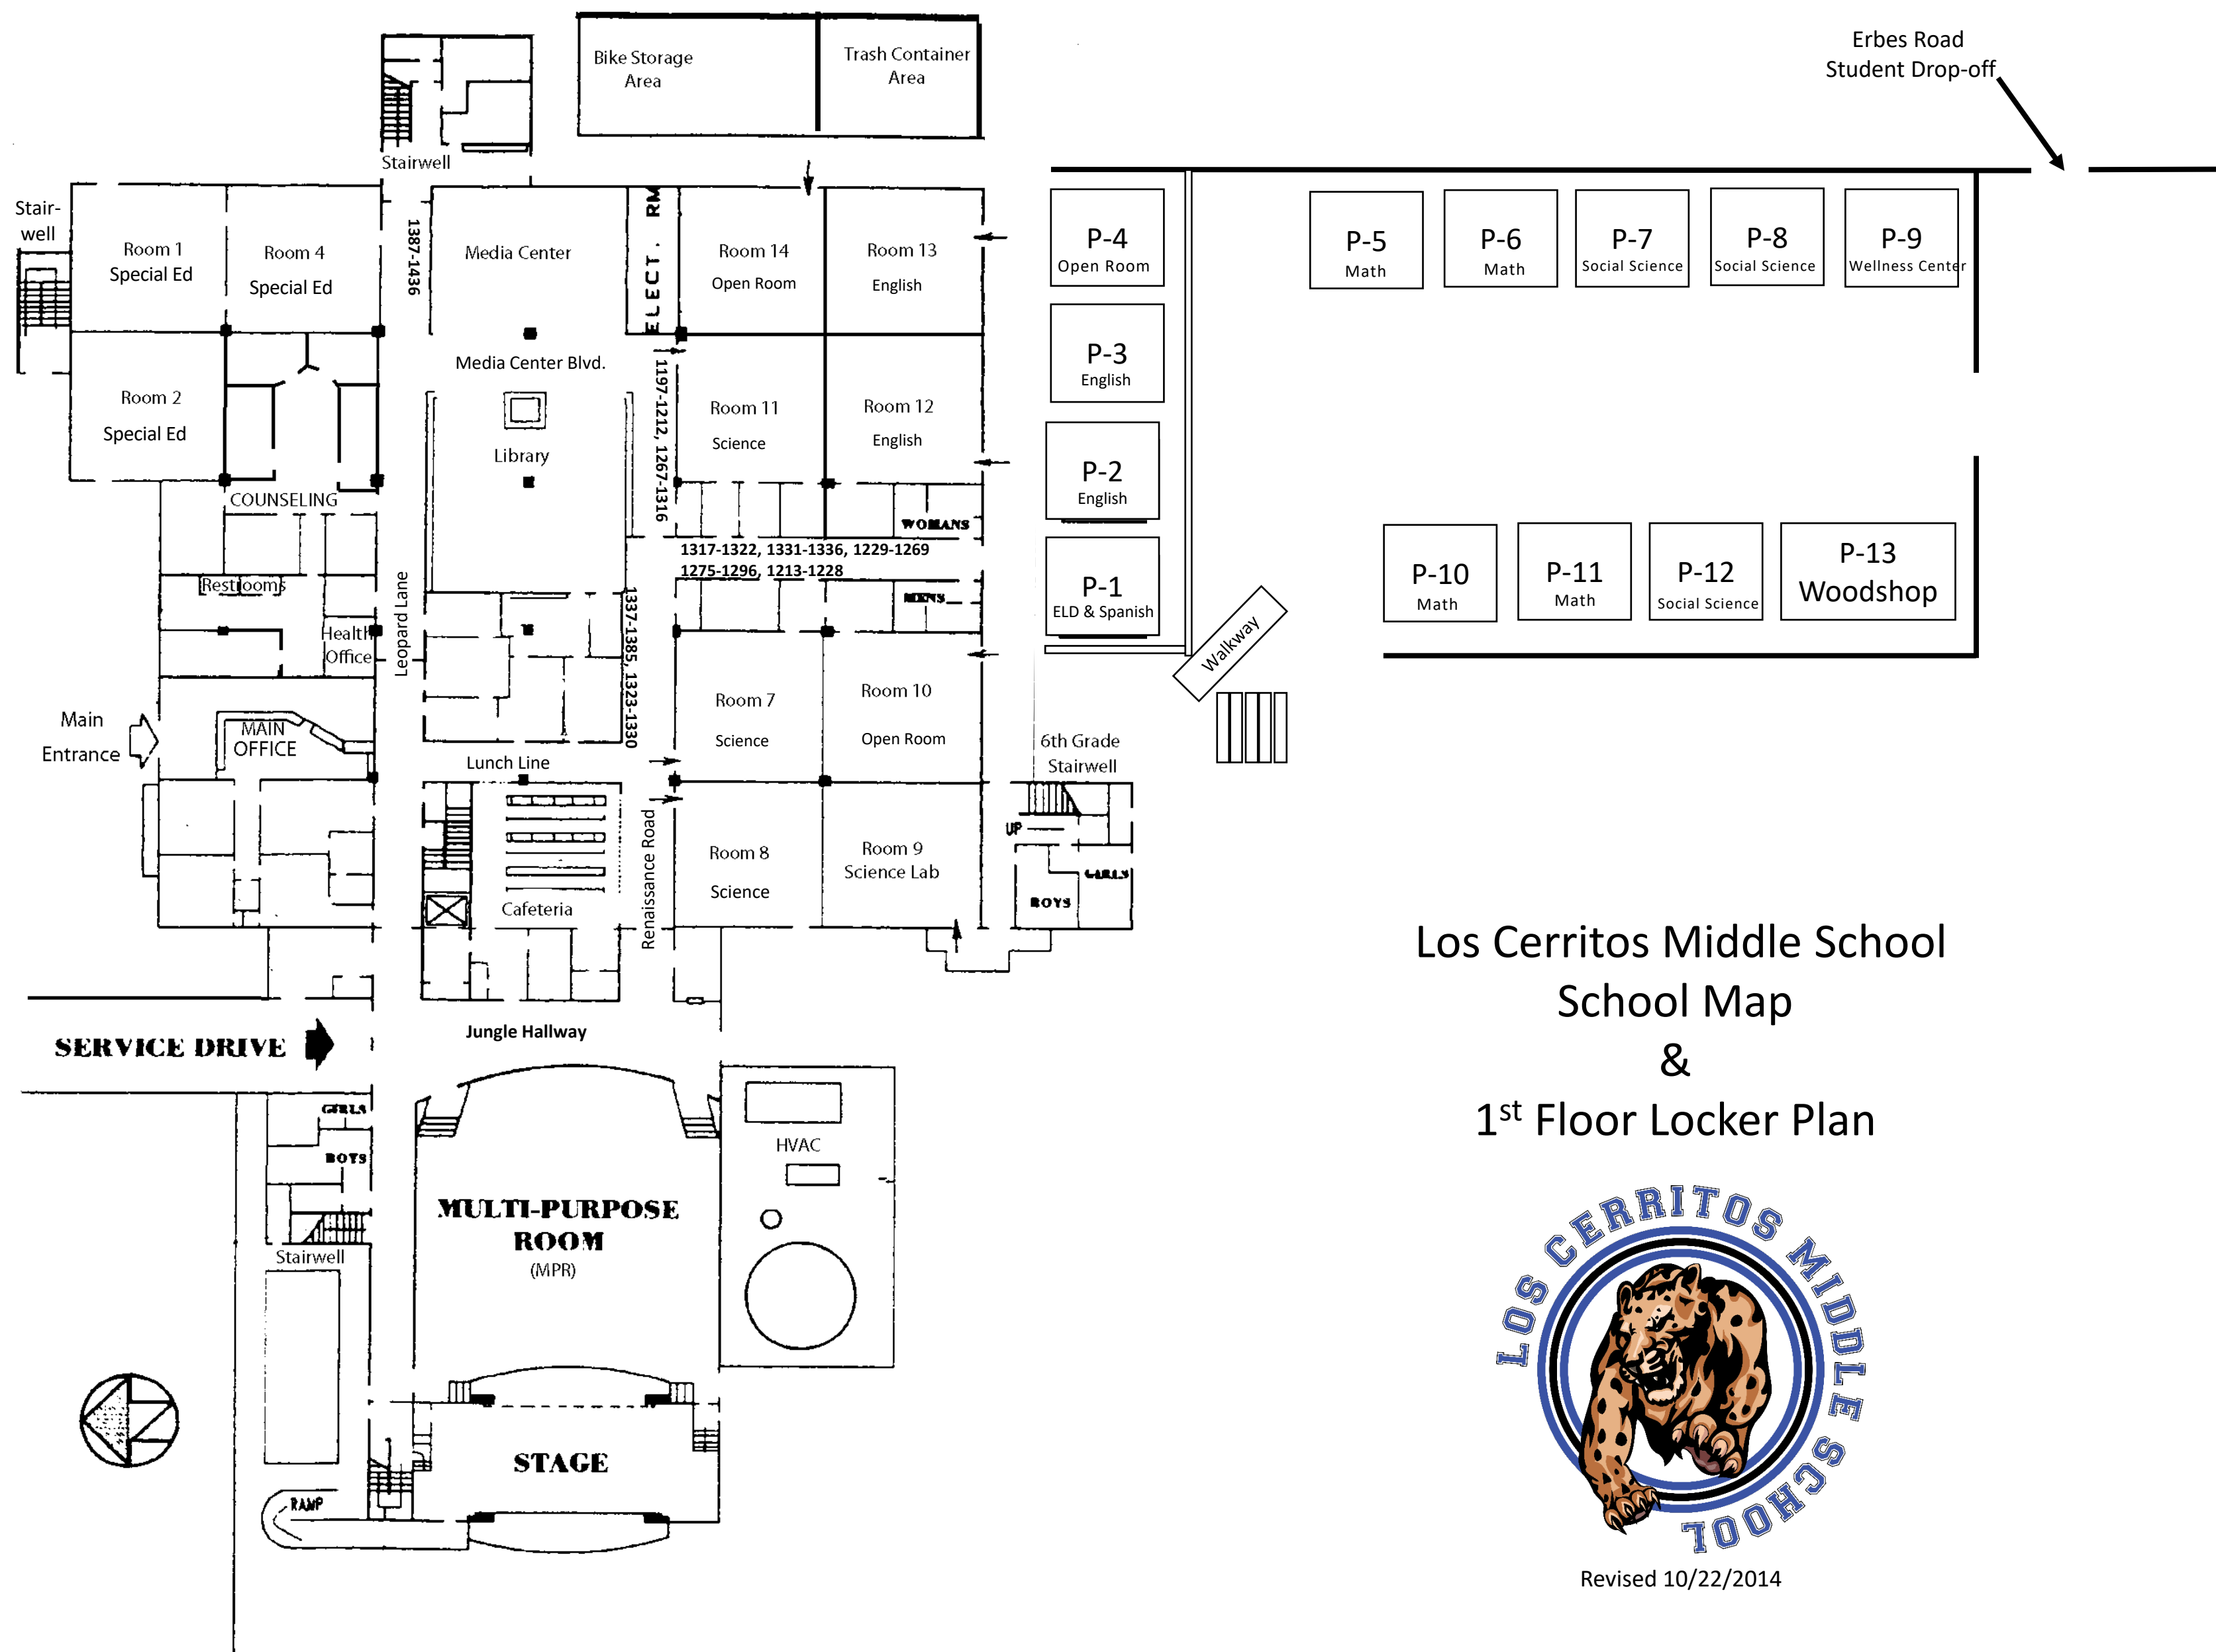 Erbes Road
Student Drop-off
Bike Storage
Area
Trash Container
Area
Stairwell
Stair-
well
Room 1
Special Ed
Room 4
Special Ed
1387-1436
Media Center
ELECT. RM
Room 14
Open Room
Room 13
English
P-4
Open Room
P-5
Math
P-6
Math
P-7
Social Science
P-8
Social Science
P-9
Wellness Center
Room 2
Special Ed
Media Center Blvd.
1197-1212, 1267-1316
Room 11
Science
Room 12
English
P-3
English
Library
COUNSELING
WOMANS
P-2
English
1317-1322, 1331-1336, 1229-1269
1275-1296, 1213-1228
Restrooms
Health
Office
Leopard Lane
1337-1385, 1323-1330
MENS
P-1
ELD & Spanish
P-10
Math
P-11
Math
P-12
Social Science
P-13
Woodshop
Walkway
Main
Entrance
MAIN
OFFICE
Room 7
Science
Room 10
Open Room
6th Grade
Stairwell
Lunch Line
Renaissance Road
UP
GIRLS
BOYS
Room 8
Science
Room 9
Science Lab
Cafeteria
Jungle Hallway
SERVICE DRIVE
GIRLS
BOYS
Stairwell
HVAC
MULTI-PURPOSE
ROOM
(MPR)
STAGE
RAMP
Los Cerritos Middle School
School Map
&
1st Floor Locker Plan
LOS CERRITOS MIDDLE SCHOOL
Revised 10/22/2014